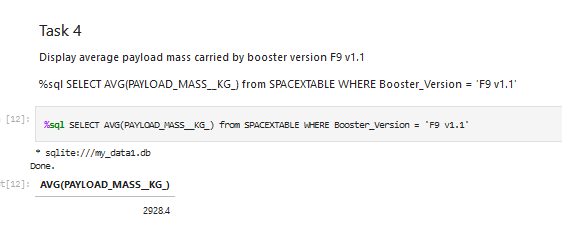 Task 4
Display average payload mass carried by booster version F9 v1.1
%sql SELECT AVG(PAYLOAD_MASS__KG_) from SPACEXTABLE WHERE Booster_Version = 'F9 v1.1'
[12]: %sql SELECT AVG(PAYLOAD_MASS__KG_) from SPACEXTABLE WHERE Booster_Version = 'F9 v1.1'
* sqlite:///my_data1.db
Done.
t[12]: AVG(PAYLOAD_MASS__KG_)
2928.4